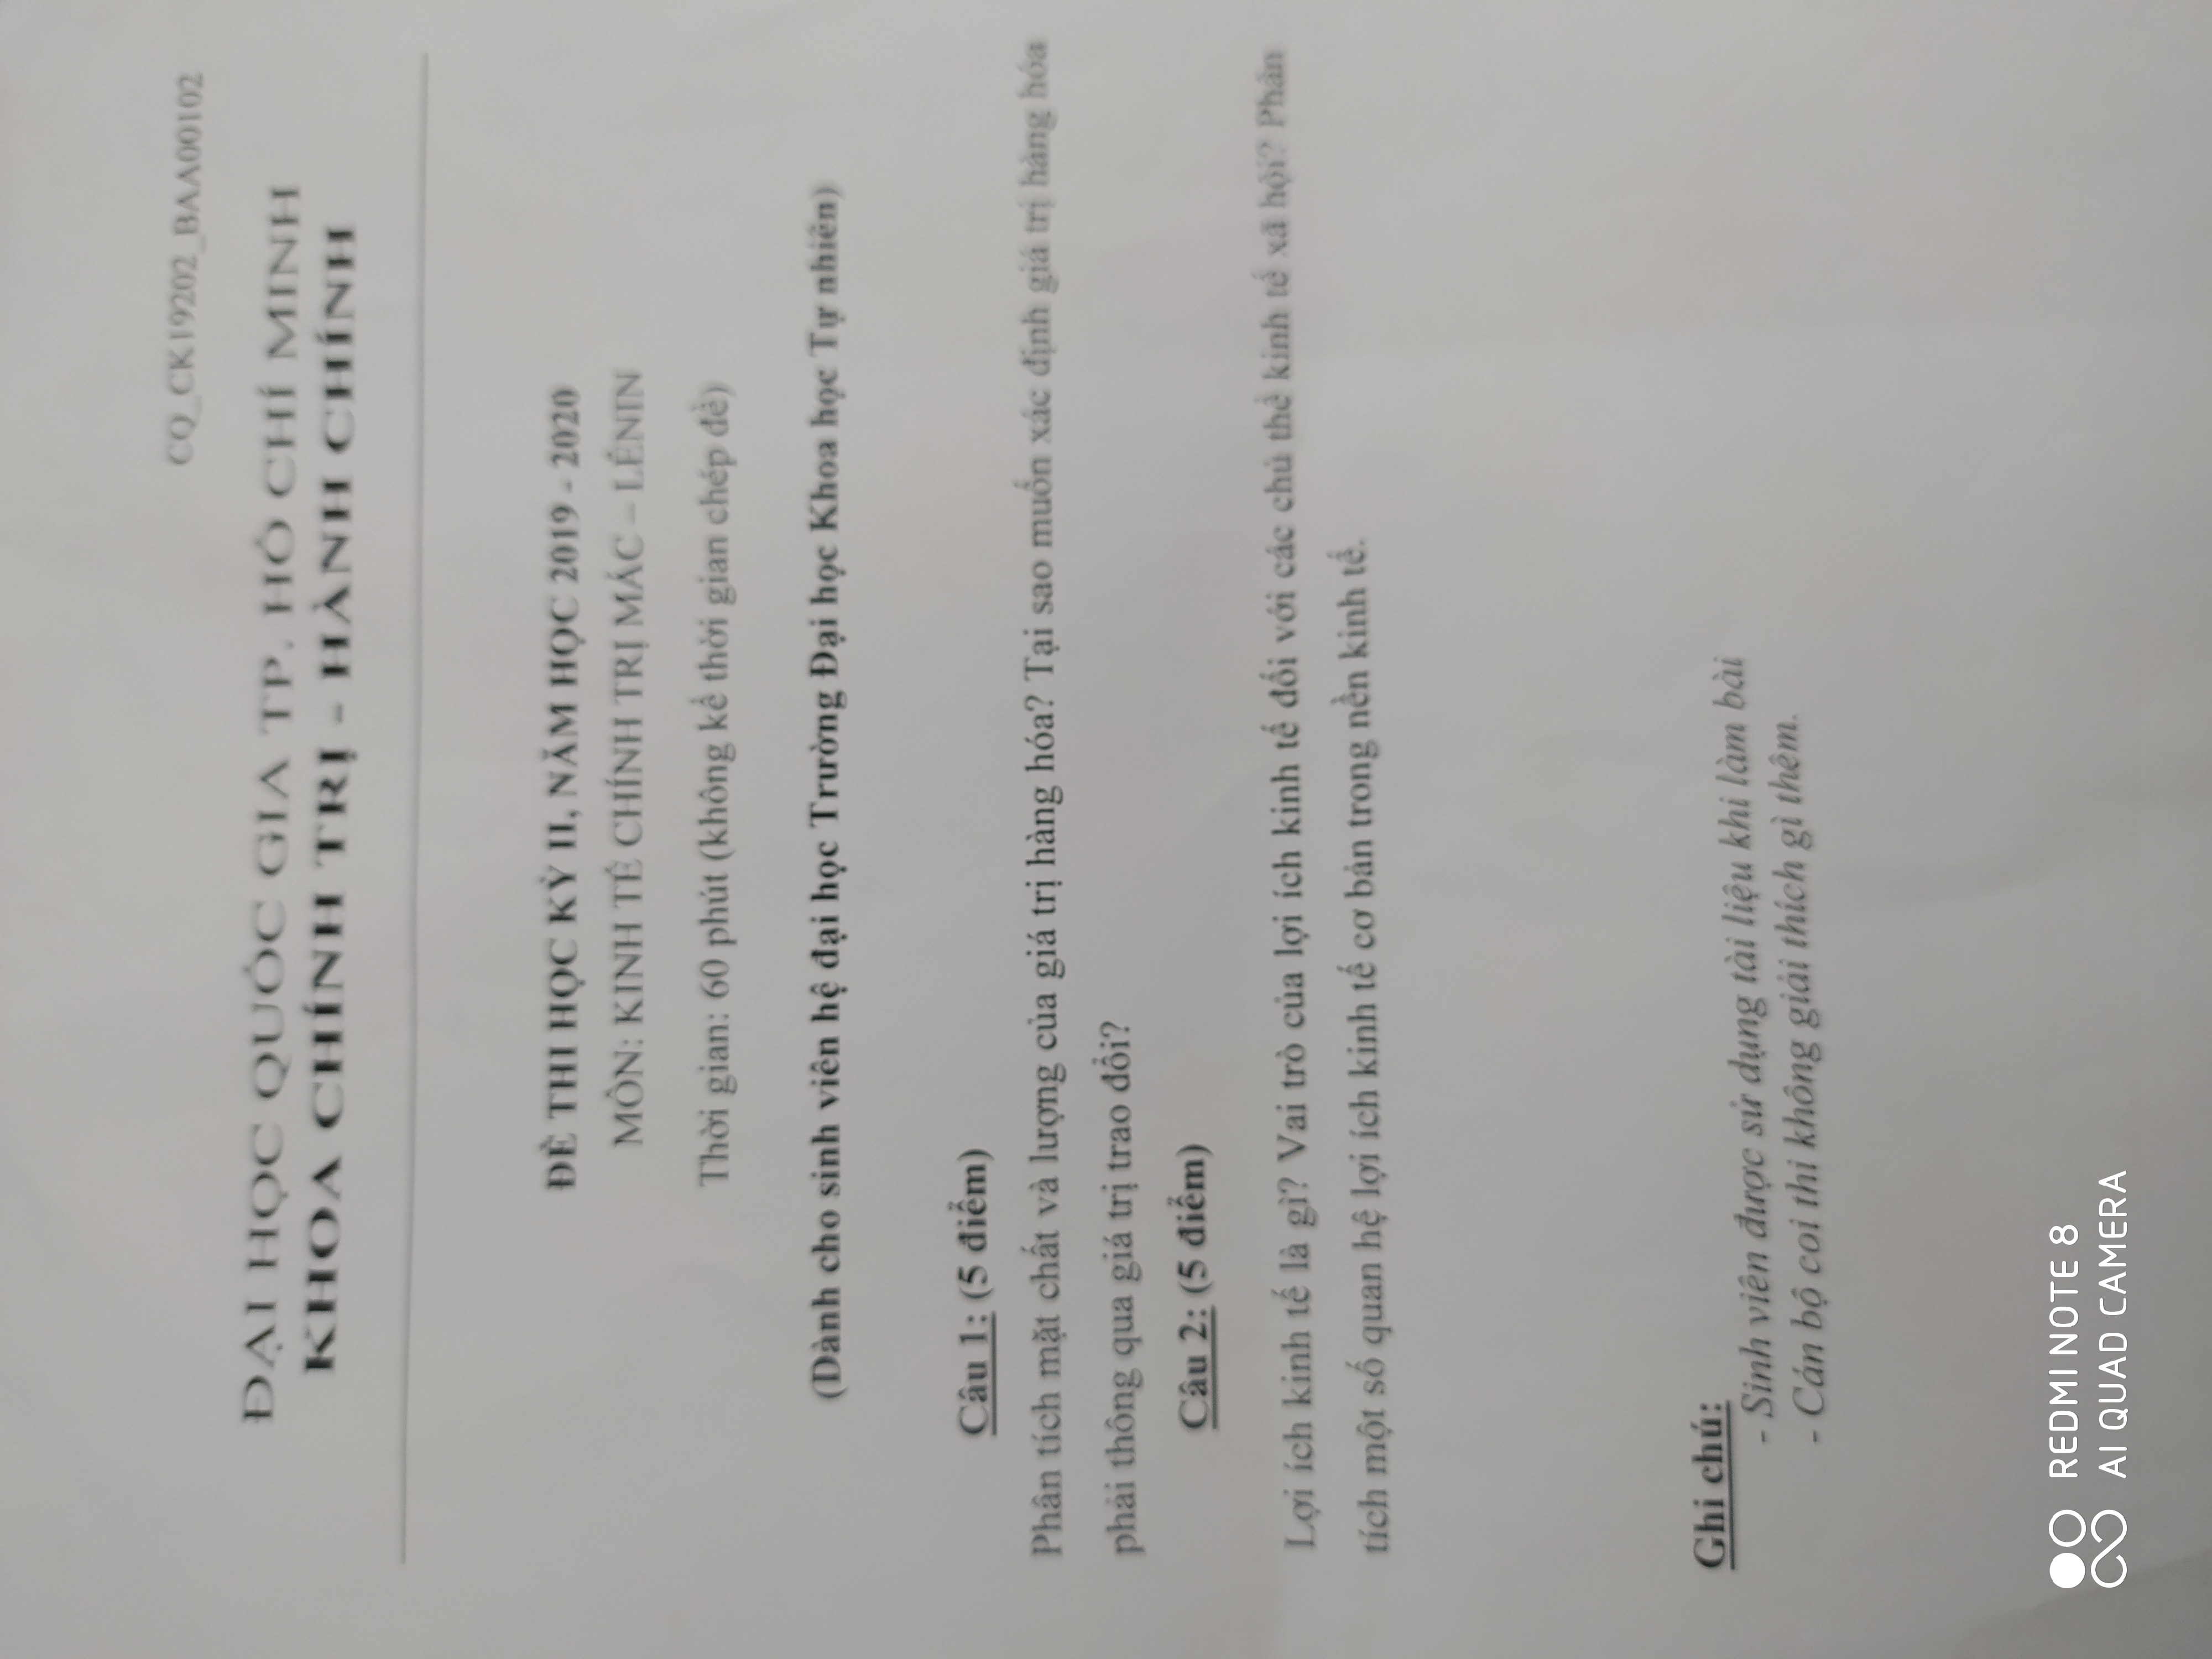 CQ_CK19202_BAA00102
ĐẠI HỌC QUỐC GIA TP. HỒ CHÍ MINH
KHOA CHÍNH TRỊ - HÀNH CHÍNH
ĐỀ THI HỌC KỲ II, NĂM HỌC 2019 - 2020
MÔN: KINH TẾ CHÍNH TRỊ MÁC – LÊNIN
Thời gian: 60 phút (không kể thời gian chép đề)
(Dành cho sinh viên hệ đại học Trường Đại học Khoa học Tự nhiên)
Câu 1: (5 điểm)
Phân tích mặt chất và lượng của giá trị hàng hóa? Tại sao muốn xác định giá trị hàng hóa
phải thông qua giá trị trao đổi?
Câu 2: (5 điểm)
Lợi ích kinh tế là gì? Vai trò của lợi ích kinh tế đối với các chủ thể kinh tế xã hội? Phân
tích một số quan hệ lợi ích kinh tế cơ bản trong nền kinh tế.
Ghi chú:
- Sinh viên được sử dụng tài liệu khi làm bài
- Cán bộ coi thi không giải thích gì thêm.
REDMI NOTE 8
AI QUAD CAMERA